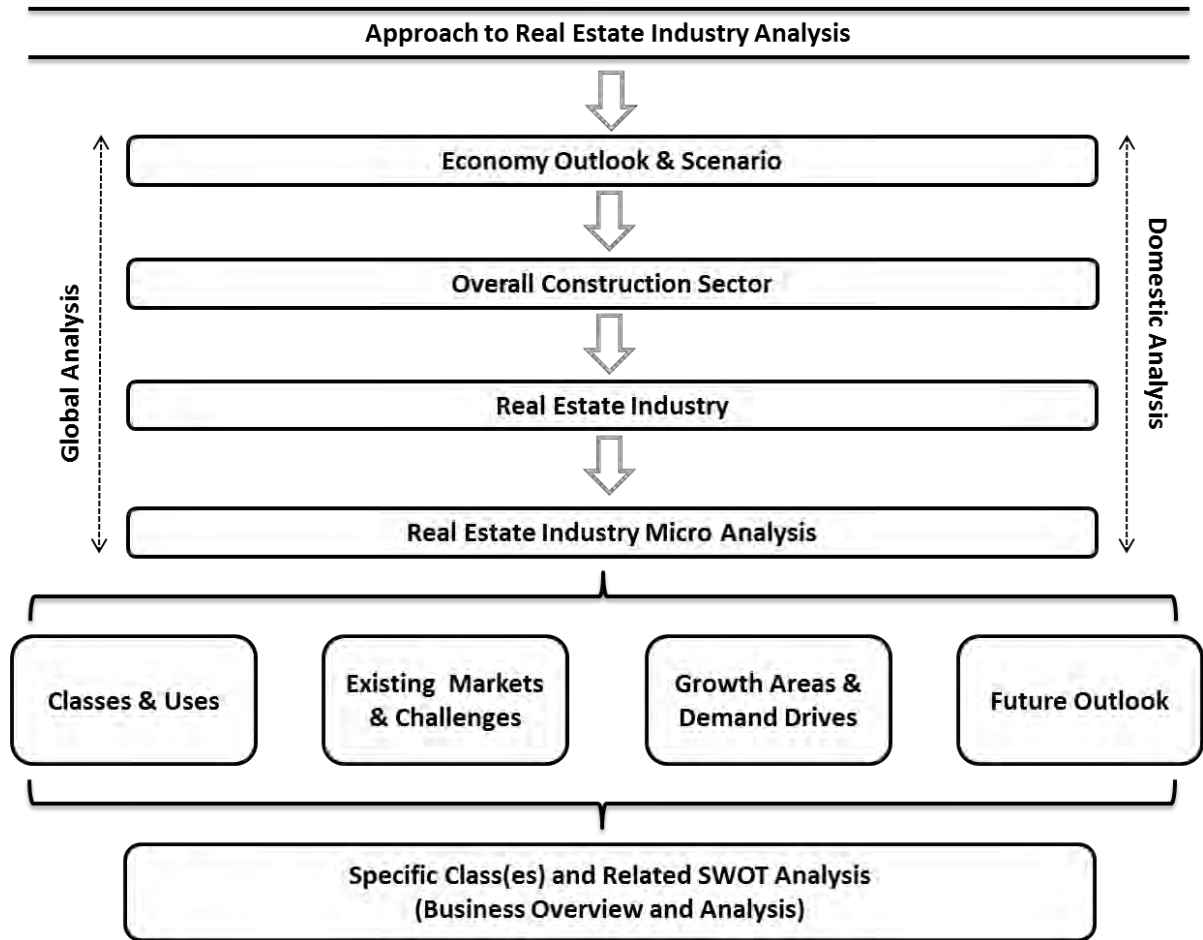 Approach to Real Estate Industry Analysis
Economy Outlook & Scenario
Overall Construction Sector
Real Estate Industry
Real Estate Industry Micro Analysis
Global Analysis
Domestic Analysis
Classes & Uses
Existing Markets
& Challenges
Growth Areas &
Demand Drives
Future Outlook
Specific Class(es) and Related SWOT Analysis
(Business Overview and Analysis)